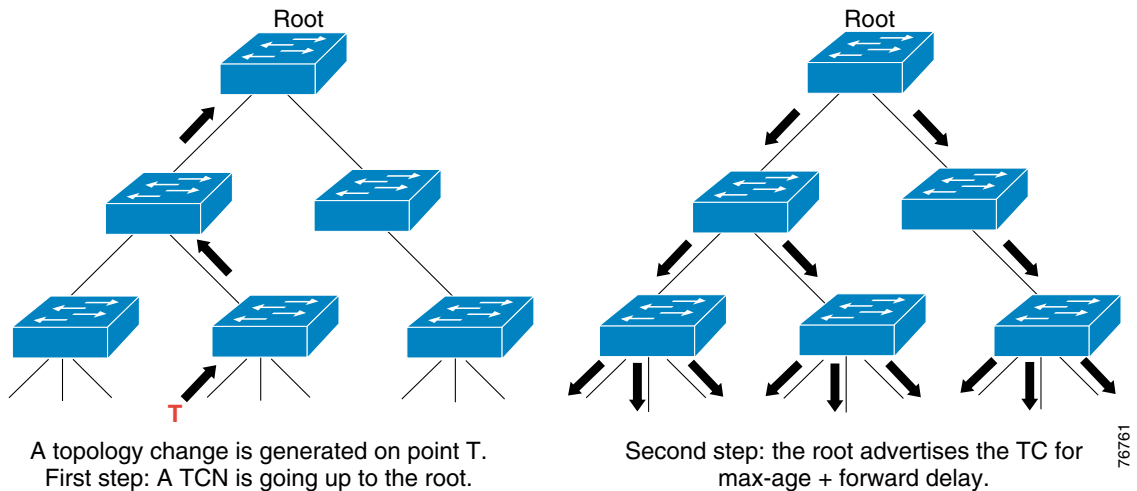 Root
Root
T
A topology change is generated on point T.
First step: A TCN is going up to the root.
Second step: the root advertises the TC for
max-age + forward delay.
76761